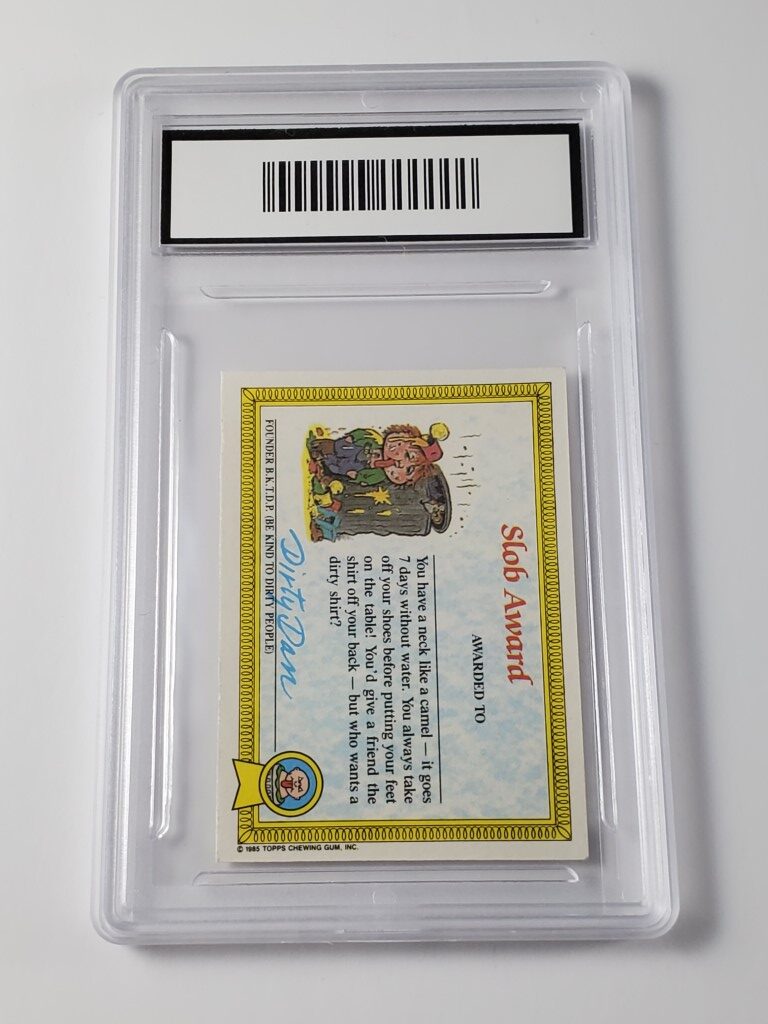 Slob Award
AWARDED TO
You have a neck like a camel — it goes
7 days without water. You always take
off your shoes before putting your feet
on the table! You'd give a friend the
shirt off your back — but who wants a
dirty shirt?
Dirty Dan
FOUNDER B.K.T.D.P. (BE KIND TO DIRTY PEOPLE)
© 1985 TOPPS CHEWING GUM, INC.